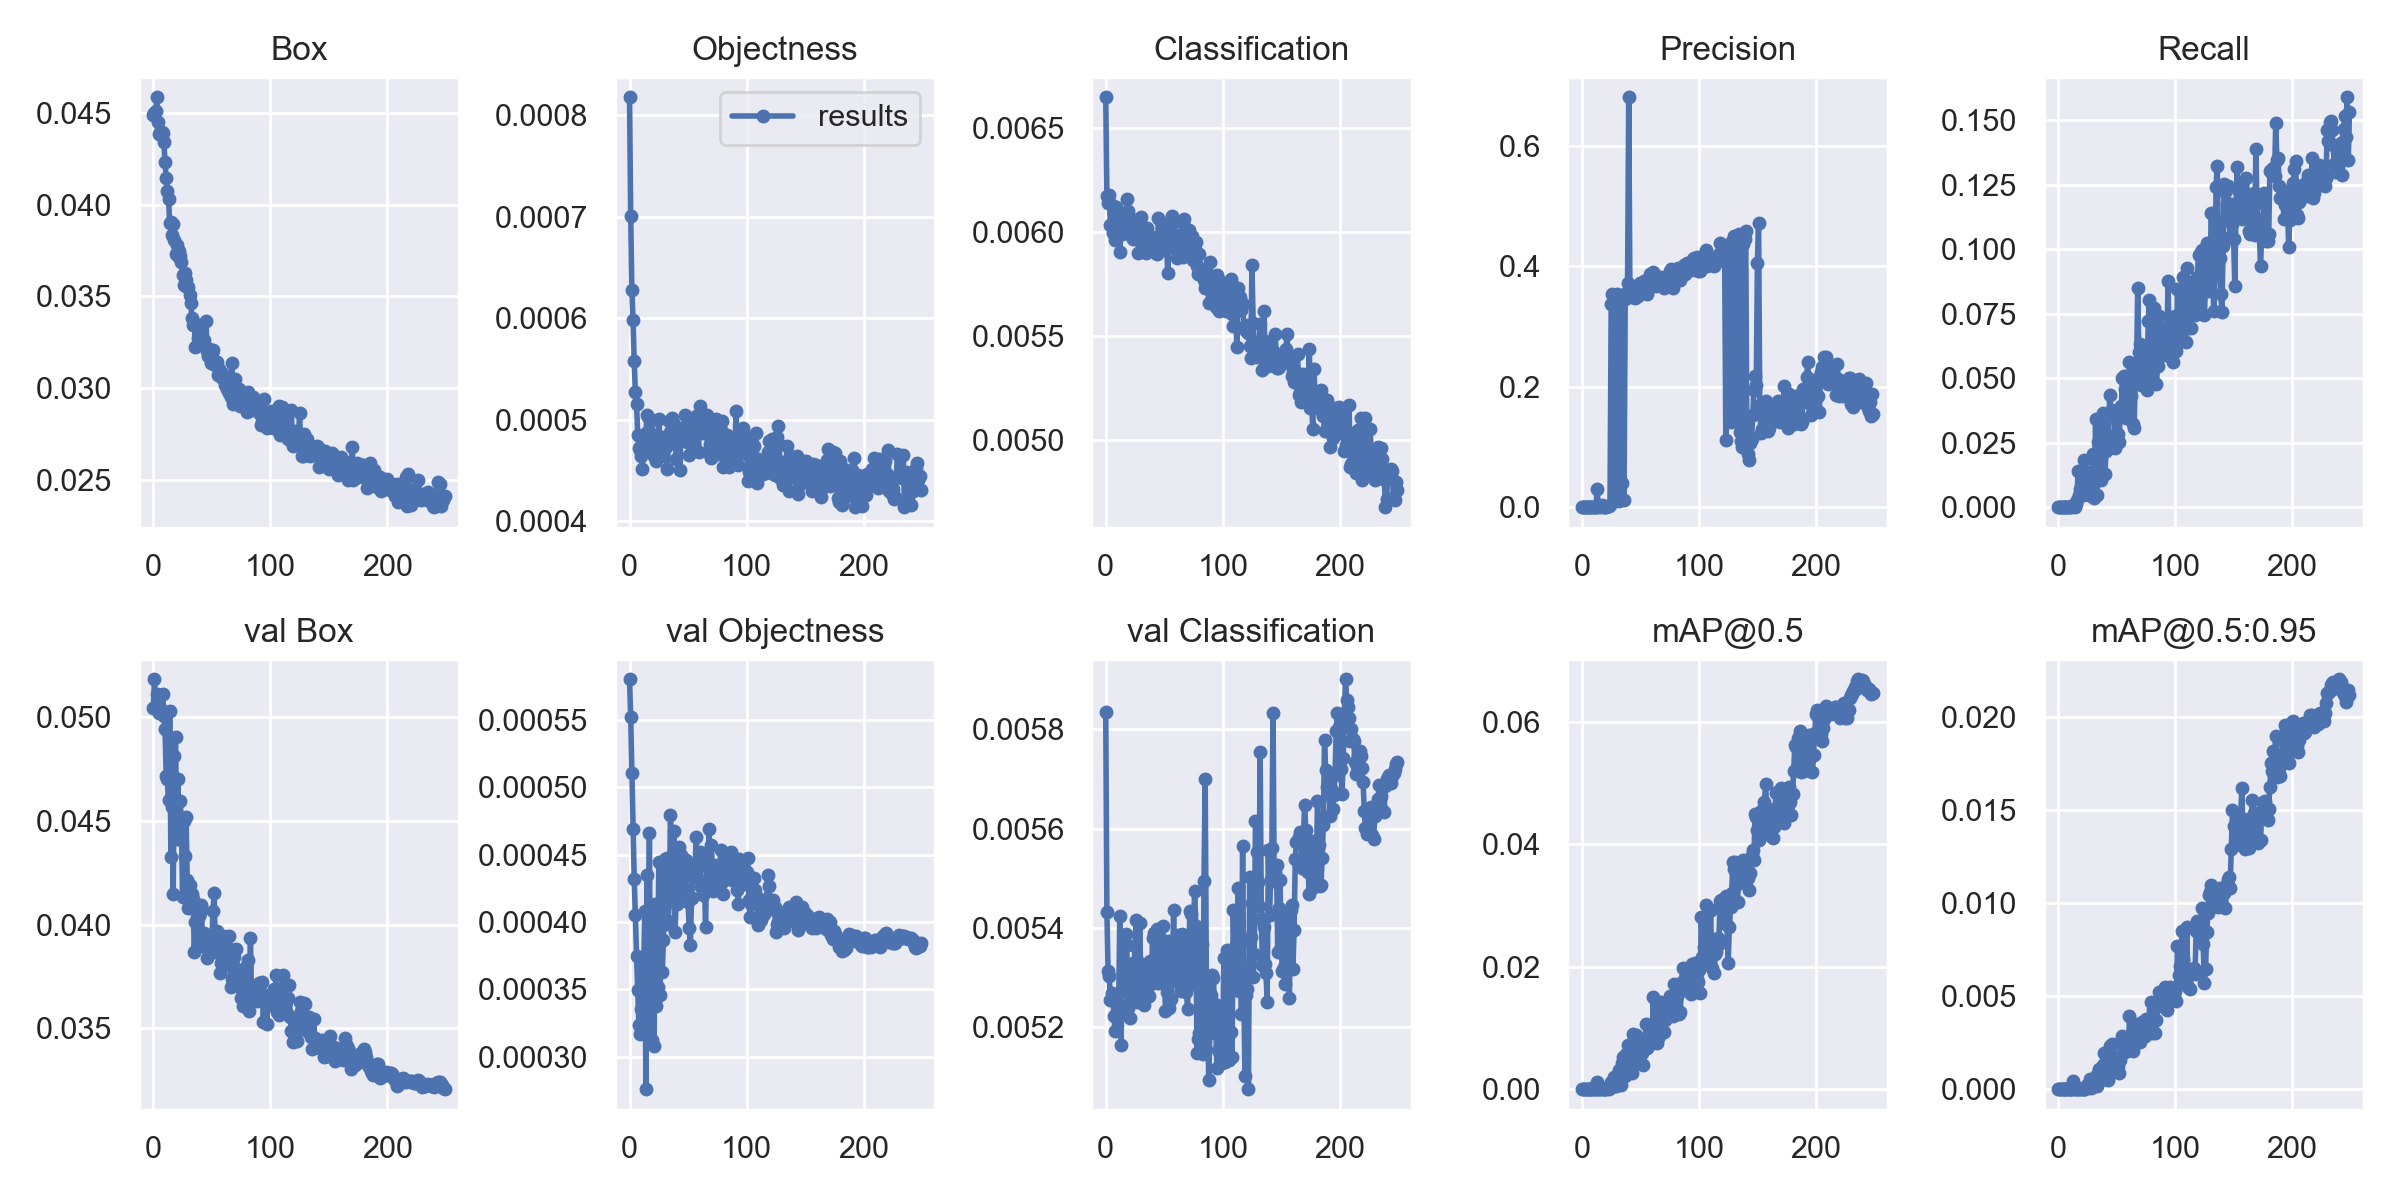 Box
0.045
0.040
0.035
0.030
0.025
0 100 200
Objectness
results
0.0008
0.0007
0.0006
0.0005
0.0004
0 100 200
Classification
0.0065
0.0060
0.0055
0.0050
0 100 200
Precision
0.6
0.4
0.2
0.0
0 100 200
Recall
0.150
0.125
0.100
0.075
0.050
0.025
0.000
0 100 200
val Box
0.050
0.045
0.040
0.035
0 100 200
val Objectness
0.00055
0.00050
0.00045
0.00040
0.00035
0.00030
0 100 200
val Classification
0.0058
0.0056
0.0054
0.0052
0 100 200
mAP@0.5
0.06
0.04
0.02
0.00
0 100 200
mAP@0.5:0.95
0.020
0.015
0.010
0.005
0.000
0 100 200